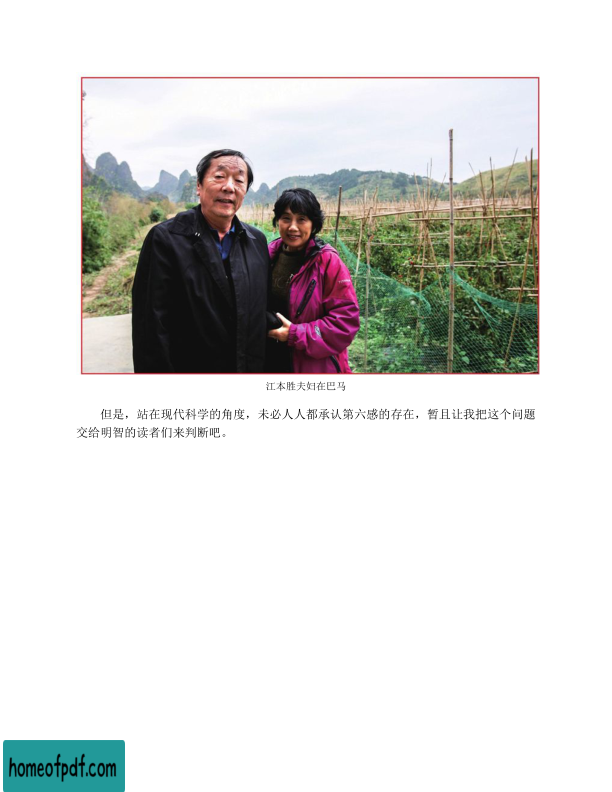 江本胜夫妇在巴马
但是，站在现代科学的角度，未必人人都承认第六感的存在，暂且让我把这个问题
交给明智的读者们来判断吧。
homeofpdf.com